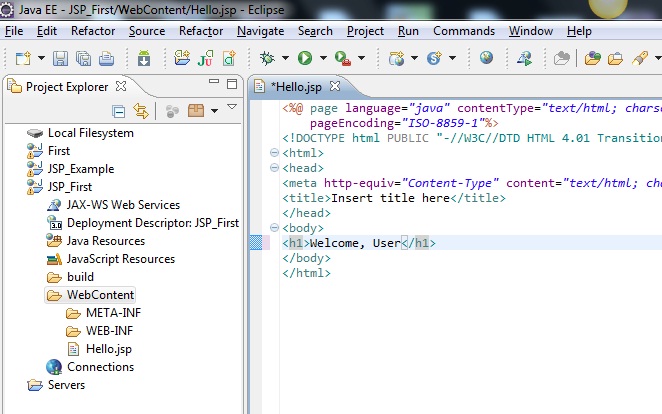 Java EE - JSP_First/WebContent/Hello.jsp - Eclipse
File Edit Refactor Source Refactor Navigate Search Project Run Commands Window Help
Project Explorer
Local Filesystem
First
JSP_Example
JSP_First
JAX-WS Web Services
Deployment Descriptor: JSP_First
3.0
Java Resources
JavaScript Resources
build
WebContent
META-INF
WEB-INF
Hello.jsp
Connections
Servers
*Hello.jsp
<%@ page language="java" contentType="text/html; charse
pageEncoding="ISO-8859-1"%>
<!DOCTYPE html PUBLIC "-//W3C//DTD HTML 4.01 Transition
<html>
<head>
<meta http-equiv="Content-Type" content="text/html; cha
<title>Insert title here</title>
</head>
<body>
<h1>Welcome, User</h1>
</body>
</html>